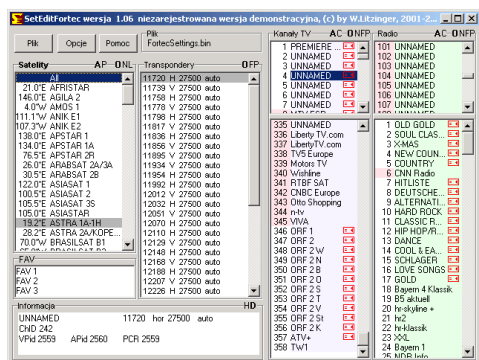 SetEditFortec wersja 1.06 niezarejestrowana wersja demonstracyjna, (c) by W.Litzinger, 2001-2...
Plik
Opcje
Pomoc
Plik
FortecSettings.bin
Satelity AP ONL
All
21.0°E AFRISTAR
146.0°E AGILA 2
4.0°W AMOS 1
111.1°W ANIK E1
107.3°W ANIK E2
138.0°E APSTAR 1
134.0°E APSTAR 1A
76.5°E APSTAR 2R
26.0°E ARABSAT 2A/3A
30.5°E ARABSAT 2B
122.0°E ASIASAT 1
100.5°E ASIASAT 2
105.5°E ASIASAT 3S
105.0°E ASIASTAR
19.2°E ASTRA 1A-1H
28.2°E ASTRA 2A/KOPE...
70.0°W BRASILSAT B1
FAV
FAV 1
FAV 2
FAV 3
Transpondery OFP
11720 H 27500 auto
11739 V 27500 auto
11758 H 27500 auto
11778 V 27500 auto
11798 H 27500 auto
11817 V 27500 auto
11836 H 27500 auto
11856 V 27500 auto
11895 V 27500 auto
11934 V 27500 auto
11954 H 27500 auto
11992 H 27500 auto
12012 V 27500 auto
12032 H 27500 auto
12051 V 27500 auto
12070 H 27500 auto
12090 V 27500 auto
12110 H 27500 auto
12129 V 27500 auto
12148 H 27500 auto
12168 V 27500 auto
12188 H 27500 auto
12207 V 27500 auto
12226 H 27500 auto
Informacja HD
UNNAMED 11720 hor 27500 auto
ChD 242
VPid 2559 APid 2560 PCR 2559
Kanały TV AC ONFP
1 PREMIERE ...
2 UNNAMED
3 UNNAMED
4 UNNAMED
5 UNNAMED
6 UNNAMED
7 UNNAMED
335 UNNAMED
336 Liberty TV.com
337 LibertyTV.com
338 TV5 Europe
339 Motors TV
340 Wishline
341 RTBF SAT
342 CNBC Europe
343 Otto Shopping
344 n-tv
345 VIVA
346 ORF 1
347 ORF 2
348 ORF 2 W
349 ORF 2 N
350 ORF 2 B
351 ORF 2 O
352 ORF 2 S
353 ORF 2 T
354 ORF 2 V
355 ORF 2 St
356 ORF 2 K
357 ATV+
358 TW1
Radio AC ONFP
101 UNNAMED
102 UNNAMED
103 UNNAMED
104 UNNAMED
105 UNNAMED
106 UNNAMED
107 UNNAMED
1 OLD GOLD
2 SOUL CLAS...
3 X-MAS
4 NEW COUN...
5 COUNTRY
6 CNN Radio
7 HITLISTE
8 DEUTSCHE...
9 ALTERNATI...
10 HARD ROCK
11 CLASSIC R...
12 HIP HOP/R...
13 DANCE
14 COOL & EA...
15 SCHLAGER
16 LOVE SONGS
17 GOLD
18 Bayern 4 Klassik
19 B5 aktuell
20 hr-skyline +
21 hr2
22 hr-klassik
23 XXL
24 Bayern 1
25 NDR Info